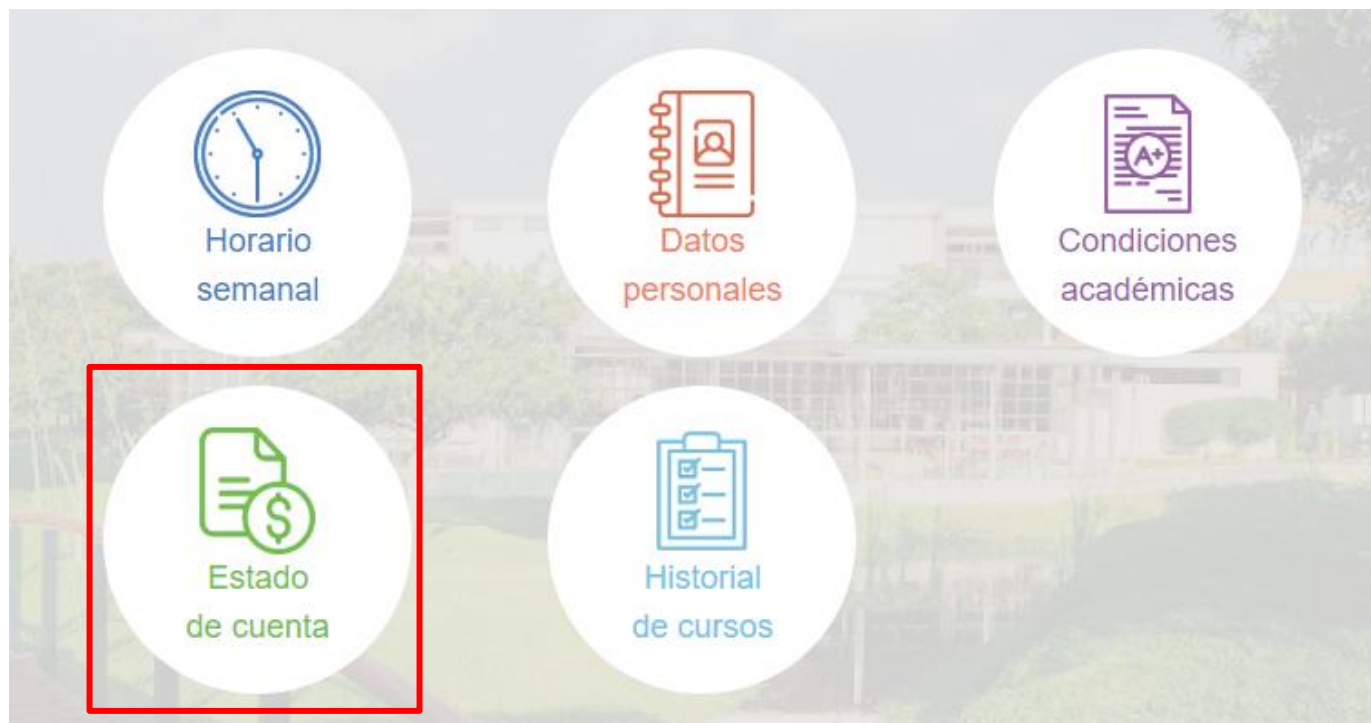 A+
Horario
semanal
Datos
personales
Condiciones
académicas
$
Estado
de cuenta
Historial
de cursos